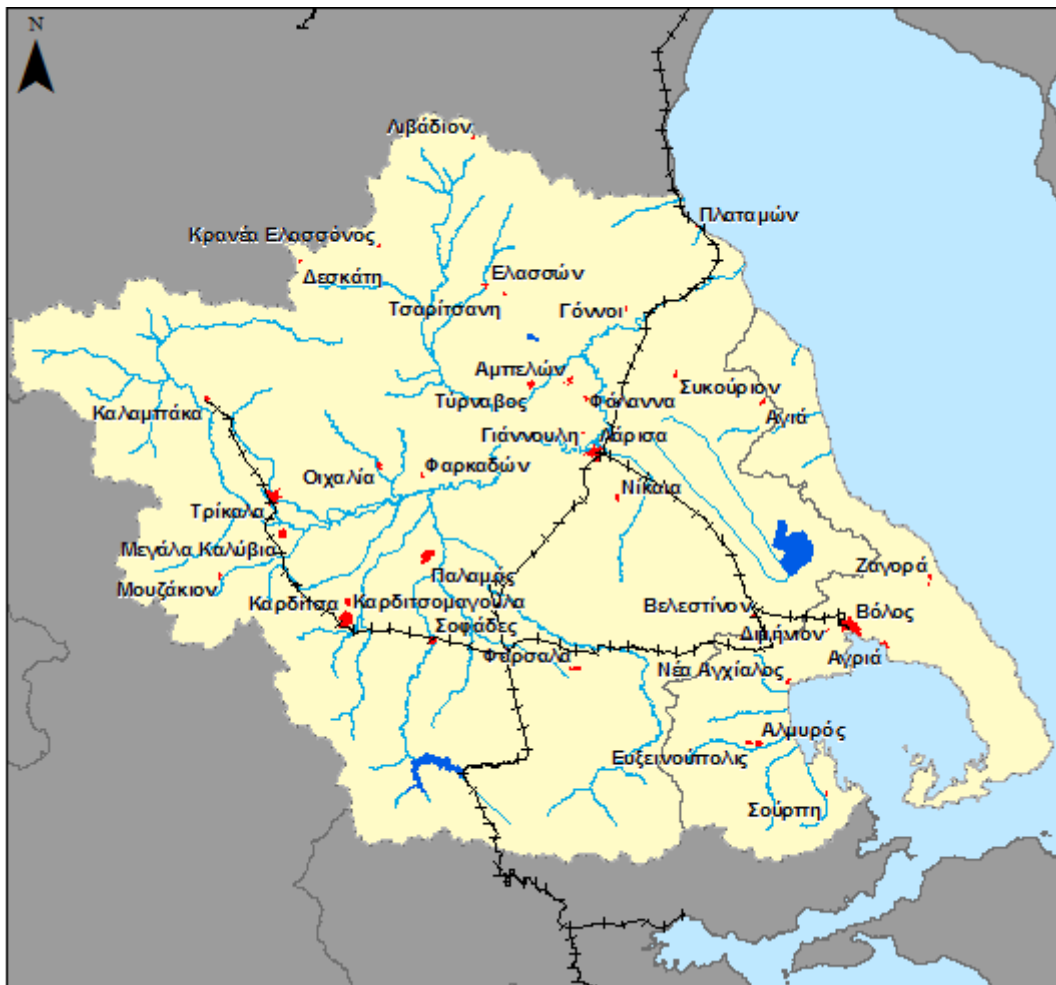 N
Λιβάδιον
Πλαταμών
Κρανέα Ελασσόνος
Δεσκάτη
Ελασσών
Τσαρίτσανη
Γόννοι
Αμπελών
Συκούριον
Τύρναβος
Φάλαννα
Καλαμπάκα
Αγιά
Γιάννουλη
Λάρισα
Οιχαλία
Φαρκαδών
Νίκαια
Τρίκαλα
Μεγάλα Καλύβια
Μουζάκιον
Παλαμάς
Ζαγορά
Καρδίτσα
Καρδιτσομαγούλα
Βελεστίνον
Βόλος
Σοφάδες
Διμήνιον
Φάρσαλα
Νέα Αγχίαλος
Αγριά
Αλμυρός
Ευξεινούπολις
Σούρπη